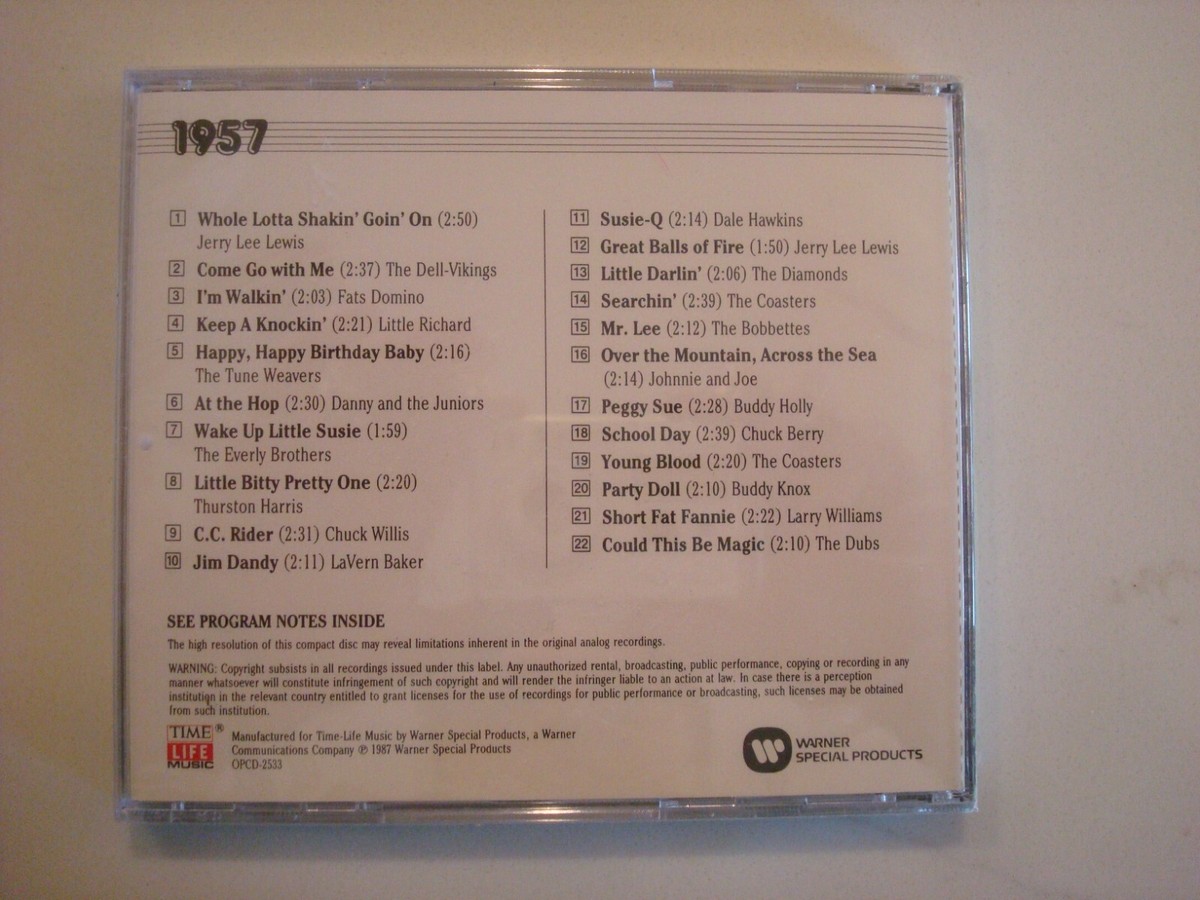 1957
1 Whole Lotta Shakin' Goin' On (2:50)
Jerry Lee Lewis
2 Come Go with Me (2:37) The Dell-Vikings
3 I'm Walkin' (2:03) Fats Domino
4 Keep A Knockin' (2:21) Little Richard
5 Happy, Happy Birthday Baby (2:16)
The Tune Weavers
6 At the Hop (2:30) Danny and the Juniors
7 Wake Up Little Susie (1:59)
The Everly Brothers
8 Little Bitty Pretty One (2:20)
Thurston Harris
9 C.C. Rider (2:31) Chuck Willis
10 Jim Dandy (2:11) LaVern Baker
11 Susie-Q (2:14) Dale Hawkins
12 Great Balls of Fire (1:50) Jerry Lee Lewis
13 Little Darlin' (2:06) The Diamonds
14 Searchin' (2:39) The Coasters
15 Mr. Lee (2:12) The Bobbettes
16 Over the Mountain, Across the Sea
(2:14) Johnnie and Joe
17 Peggy Sue (2:28) Buddy Holly
18 School Day (2:39) Chuck Berry
19 Young Blood (2:20) The Coasters
20 Party Doll (2:10) Buddy Knox
21 Short Fat Fannie (2:22) Larry Williams
22 Could This Be Magic (2:10) The Dubs
SEE PROGRAM NOTES INSIDE
The high resolution of this compact disc may reveal limitations inherent in the original analog recordings.
WARNING: Copyright subsists in all recordings issued under this label. Any unauthorized rental, broadcasting, public performance, copying or recording in any
manner whatsoever will constitute infringement of such copyright and will render the infringer liable to an action at law. In case there is a perception
institution in the relevant country entitled to grant licenses for the use of recordings for public performance or broadcasting, such licenses may be obtained
from such institution.
TIME ®
LIFE
MUSIC
Manufactured for Time-Life Music by Warner Special Products, a Warner
Communications Company ℗ 1987 Warner Special Products
OPCD-2533
WARNER
SPECIAL PRODUCTS